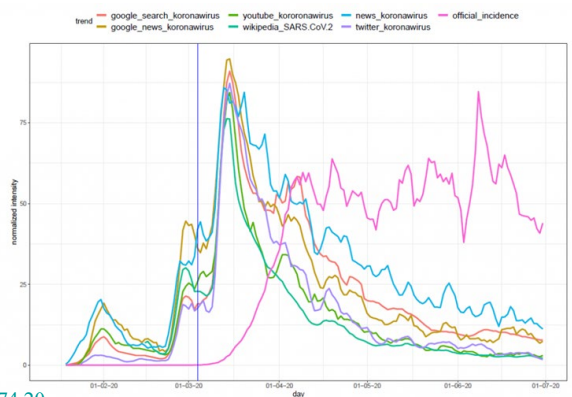 trend google_search_koronawirus youtube_kororonawirus news_koronawirus official_incidence
google_news_koronawirus wikipedia_SARS.CoV.2 twitter_koronawirus
75
normalized intensity
50
25
0
01-02-20 01-03-20 01-04-20 01-05-20 01-06-20 01-07-20
day